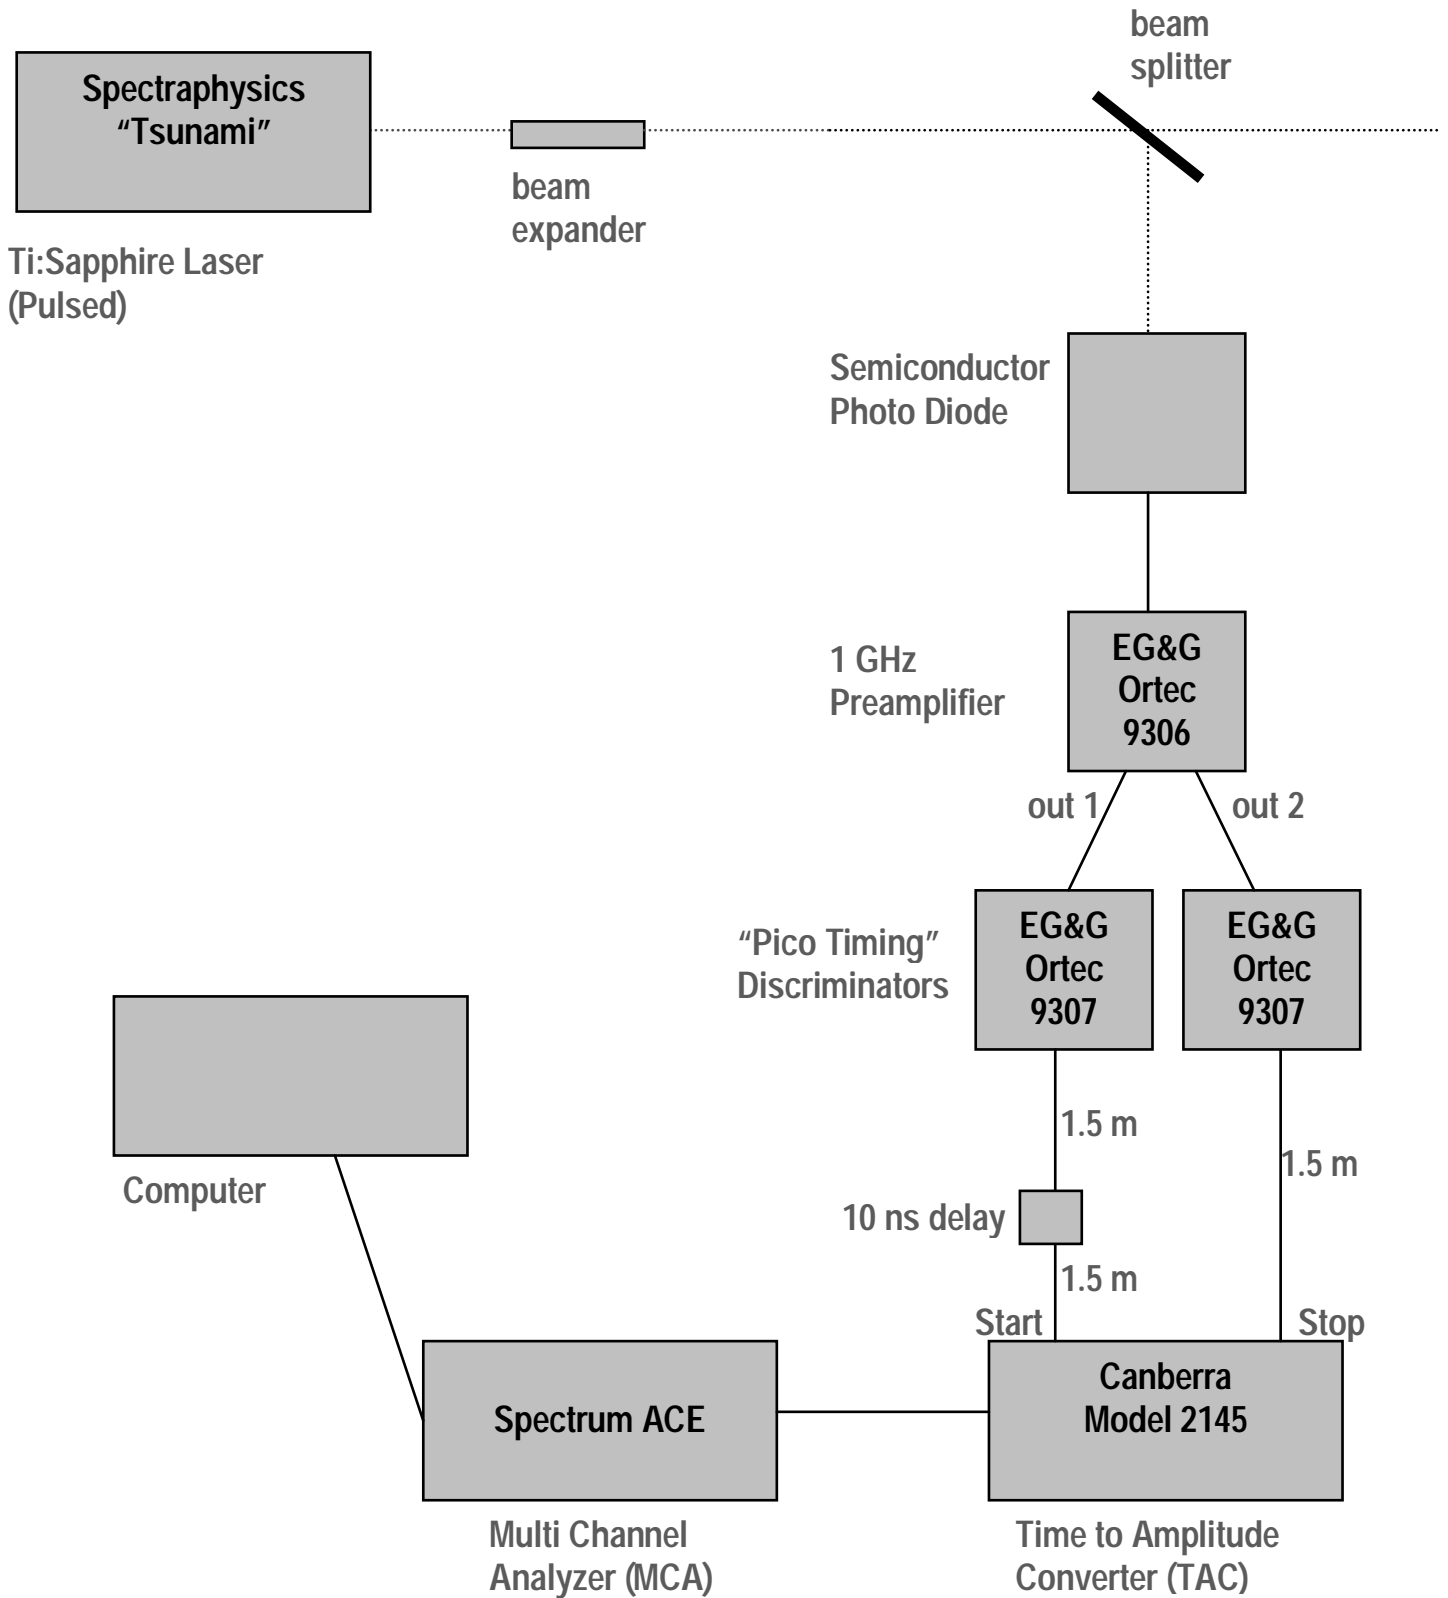 beam
splitter
Spectraphysics
“Tsunami”
beam
expander
Ti:Sapphire Laser
(Pulsed)
Semiconductor
Photo Diode
1 GHz
Preamplifier
EG&G
Ortec
9306
out 1
out 2
“Pico Timing”
Discriminators
EG&G
Ortec
9307
EG&G
Ortec
9307
1.5 m
1.5 m
Computer
10 ns delay
1.5 m
Start
Stop
Spectrum ACE
Canberra
Model 2145
Multi Channel
Analyzer (MCA)
Time to Amplitude
Converter (TAC)